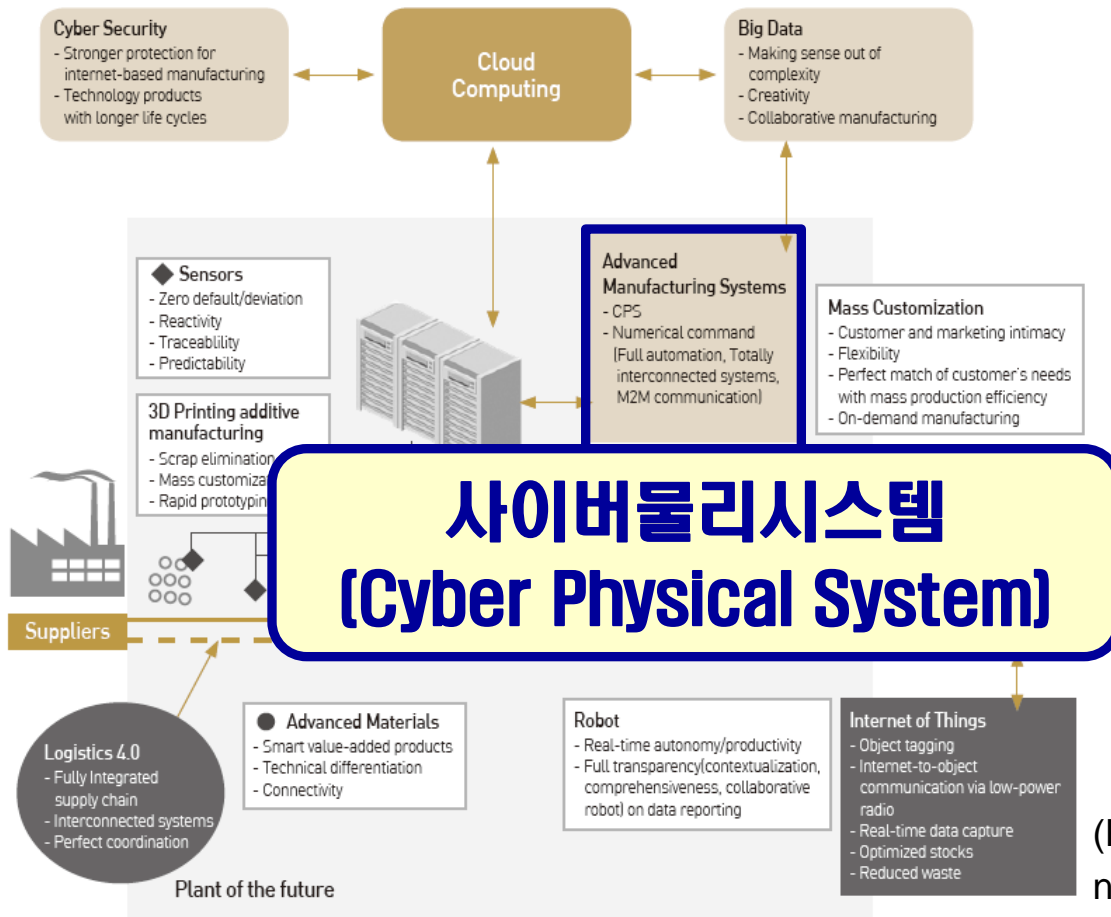 Cyber Security
- Stronger protection for
internet-based manufacturing
- Technology products
with longer life cycles
Cloud
Computing
Big Data
- Making sense out of
complexity
- Creativity
- Collaborative manufacturing
Sensors
- Zero default/deviation
- Reactivity
- Traceablility
- Predictability
Advanced
Manufacturing Systems
- CPS
- Numerical command
(Full automation, Totally
interconnected systems,
M2M communication)
Mass Customization
- Customer and marketing intimacy
- Flexibility
- Perfect match of customer's needs
with mass production efficiency
- On-demand manufacturing
3D Printing additive
manufacturing
- Scrap elimination
- Mass
- Rapid
사이버물리시스템
(Cyber Physical System)
Suppliers
Logistics 4.0
- Fully Integrated
supply chain
- Interconnected systems
- Perfect coordination
Advanced Materials
- Smart value-added products
- Technical differentiation
- Connectivity
Robot
- Real-time autonomy/productivity
- Full transparency(contextualization,
comprehensiveness, collaborative
robot) on data reporting
Internet of Things
- Object tagging
- Internet-to-object
communication via low-power
radio
- Real-time data capture
- Optimized stocks
- Reduced waste
Plant of the future